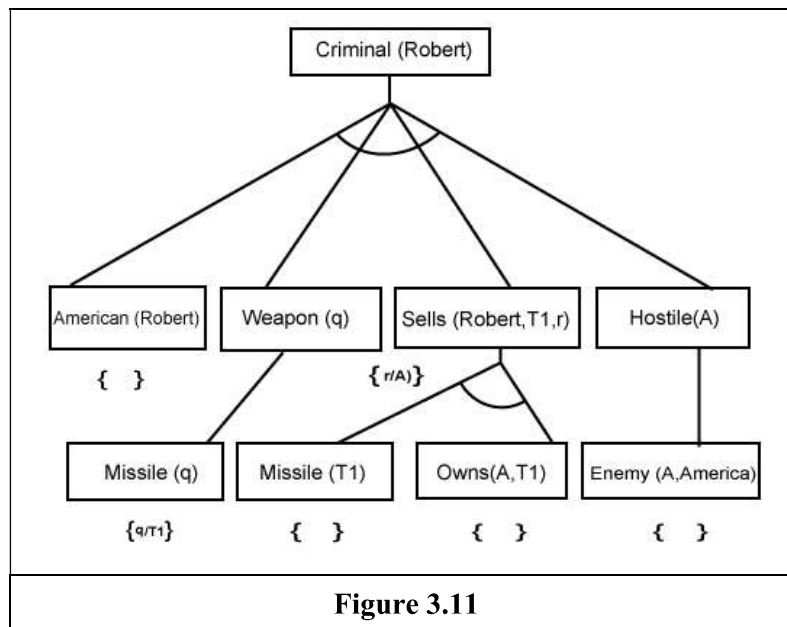 Criminal (Robert)
American (Robert)
Weapon (q)
Sells (Robert,T1,r)
Hostile(A)
{ }
{ r/A)}
Missile (q)
Missile (T1)
Owns(A,T1)
Enemy (A,America)
{q/T1}
{ }
{ }
{ }
Figure 3.11